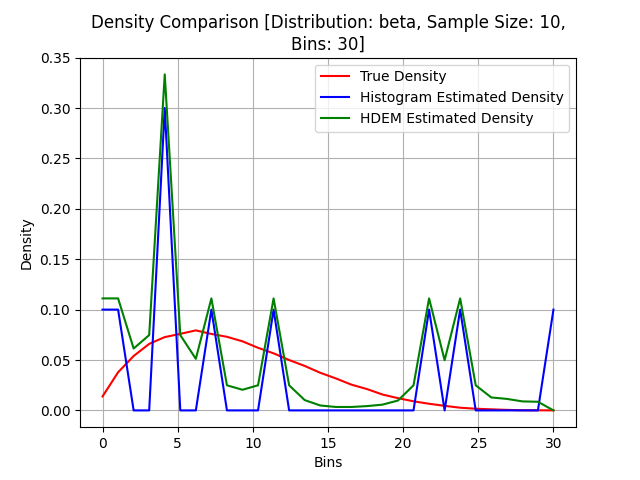 Density Comparison [Distribution: beta, Sample Size: 10,
Bins: 30]
True Density
Histogram Estimated Density
HDEM Estimated Density
Density
0.35
0.30
0.25
0.20
0.15
0.10
0.05
0.00
0 5 10 15 20 25 30
Bins